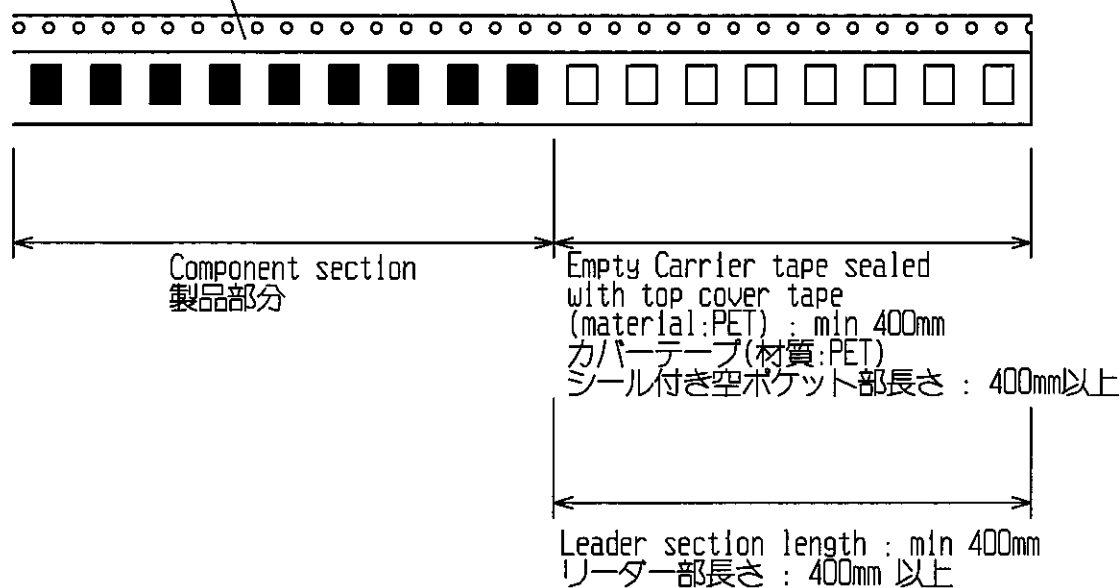 Component section
製品部分
Empty Carrier tape sealed
with top cover tape
(material:PET) : min 400mm
カバーテープ(材質:PET)
シール付き空ポケット部長さ : 400mm以上
Leader section length : min 400mm
リーダー部長さ : 400mm 以上